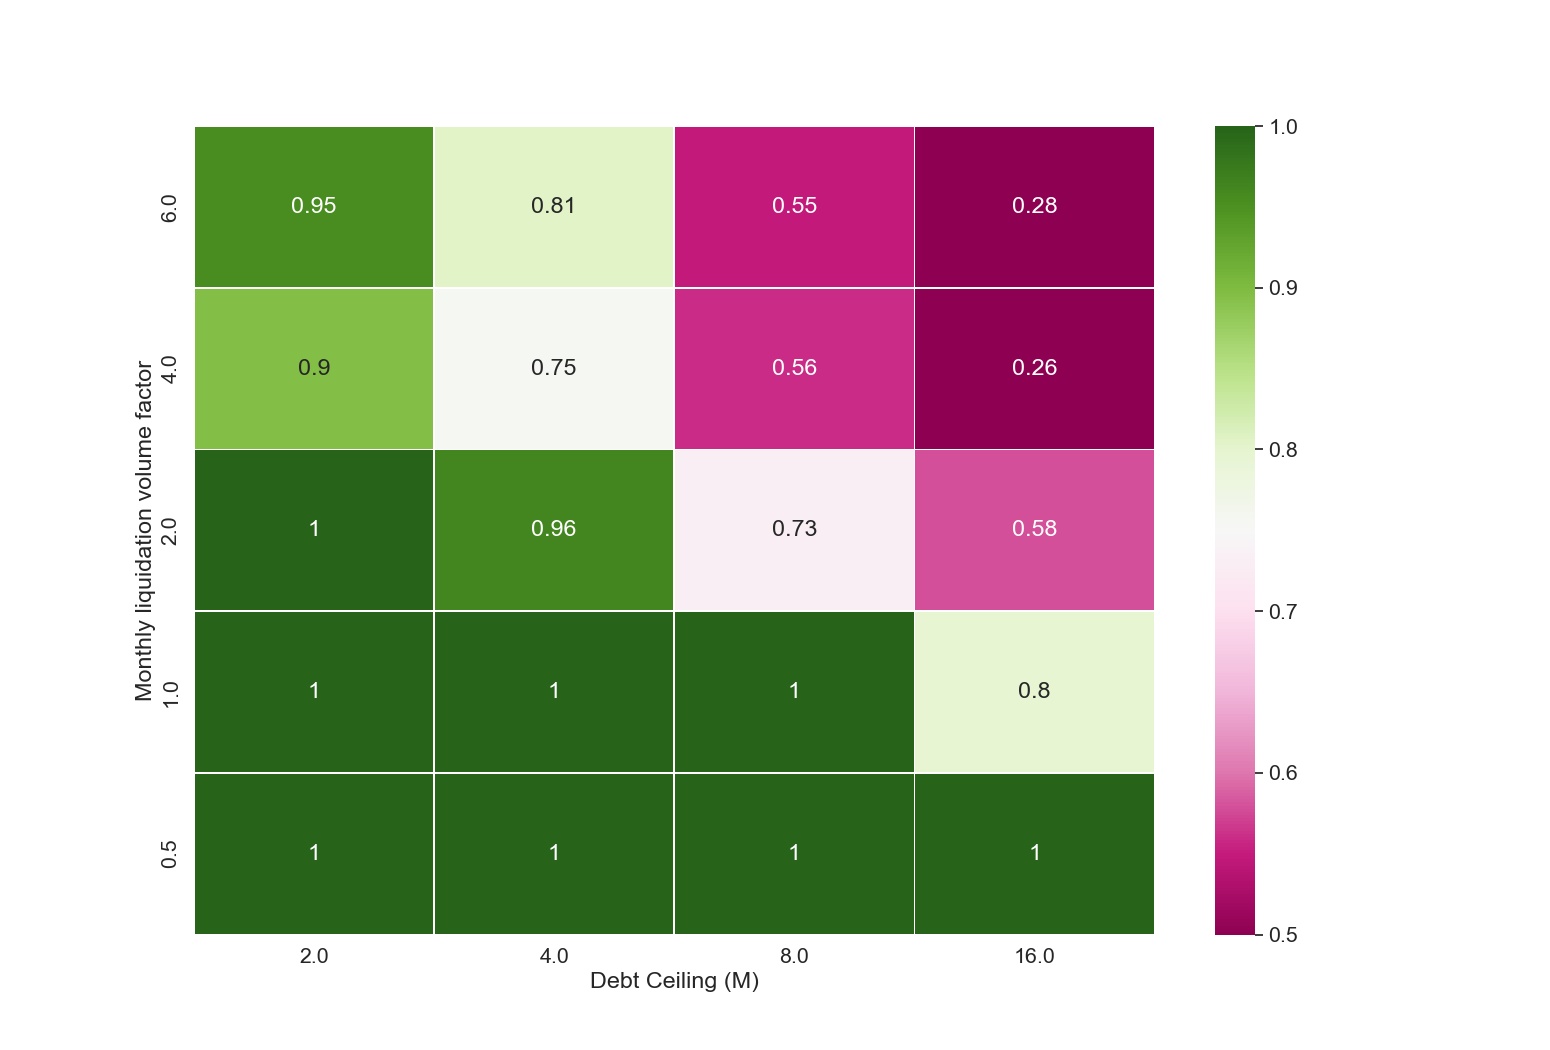 1.0
6.0 0.95 0.81 0.55 0.28
0.9
4.0 0.9 0.75 0.56 0.26
0.8
Monthly liquidation volume factor
2.0 1 0.96 0.73 0.58
0.7
1.0 1 1 1 0.8
0.6
0.5 1 1 1 1
0.5
2.0 4.0 8.0 16.0
Debt Ceiling (M)